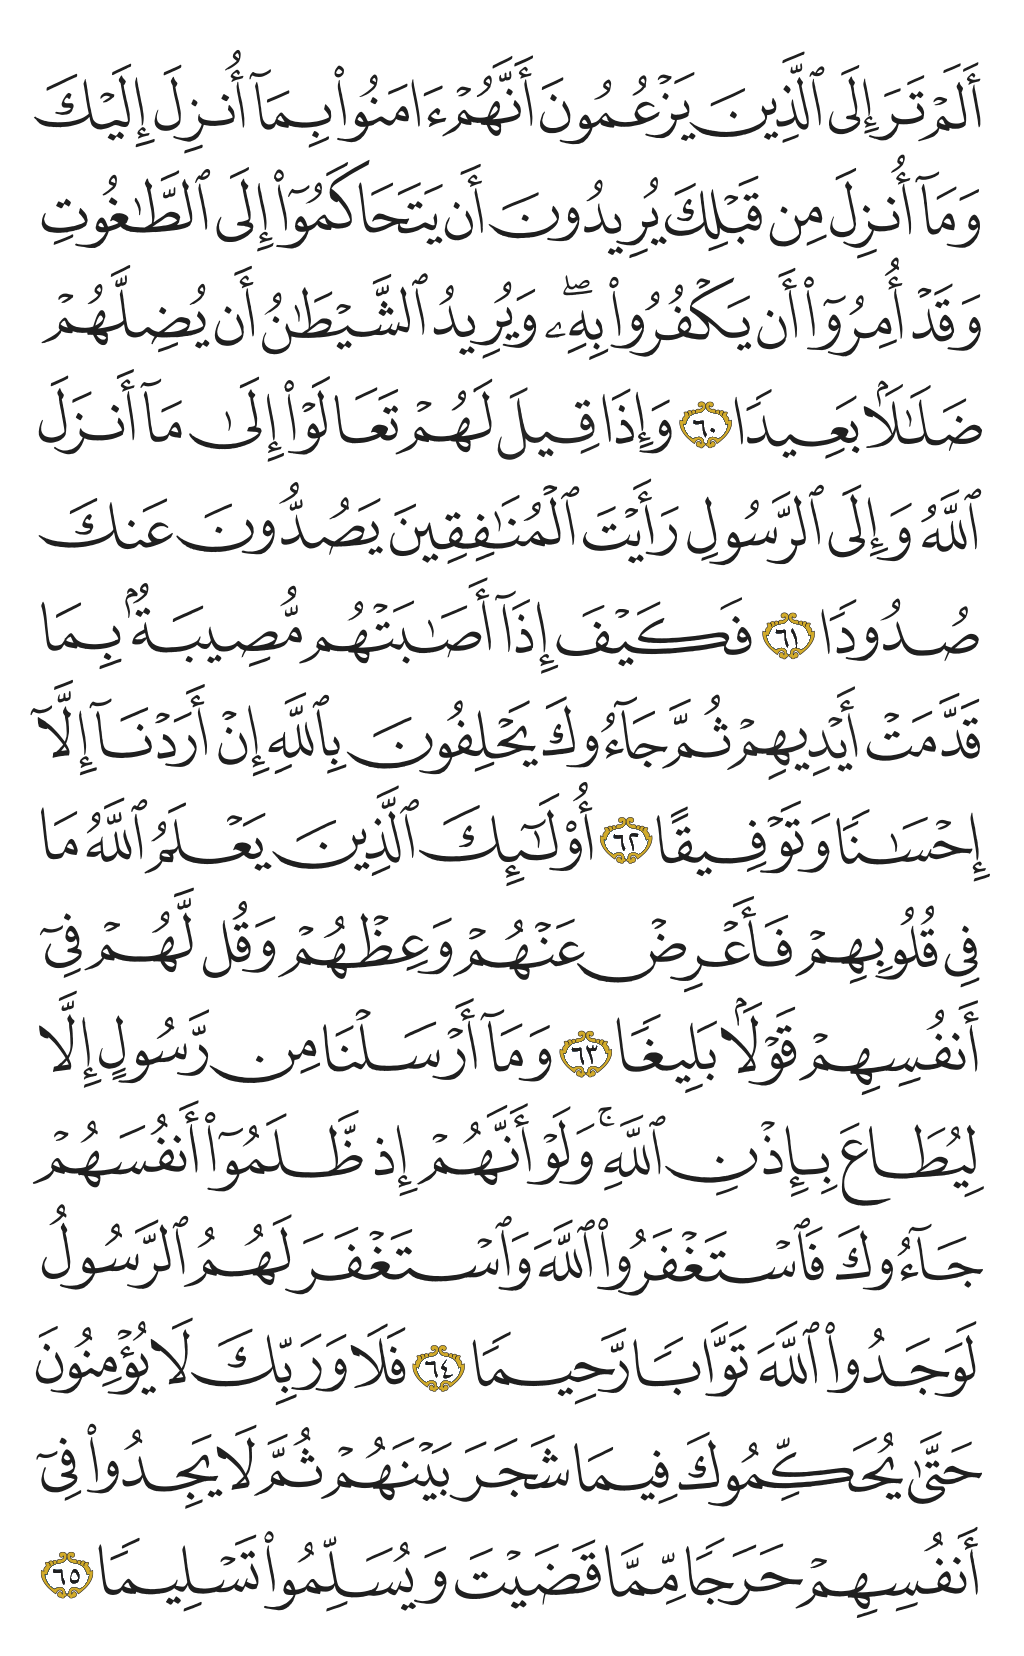 أَلَمْ تَرَ إِلَى ٱلَّذِينَ يَزْعُمُونَ أَنَّهُمْ ءَامَنُوا۟ بِمَآ أُنزِلَ إِلَيْكَ
وَمَآ أُنزِلَ مِن قَبْلِكَ يُرِيدُونَ أَن يَتَحَاكَمُوٓا۟ إِلَى ٱلطَّـٰغُوتِ
وَقَدْ أُمِرُوٓا۟ أَن يَكْفُرُوا۟ بِهِۦۖ وَيُرِيدُ ٱلشَّيْطَـٰنُ أَن يُضِلَّهُمْ
ضَلَـٰلًۢا بَعِيدًا ٦٠ وَإِذَا قِيلَ لَهُمْ تَعَالَوْا۟ إِلَىٰ مَآ أَنزَلَ
ٱللَّهُ وَإِلَى ٱلرَّسُولِ رَأَيْتَ ٱلْمُنَـٰفِقِينَ يَصُدُّونَ عَنكَ
صُدُودًا ٦١ فَكَيْفَ إِذَآ أَصَـٰبَتْهُم مُّصِيبَةٌۢ بِمَا
قَدَّمَتْ أَيْدِيهِمْ ثُمَّ جَآءُوكَ يَحْلِفُونَ بِٱللَّهِ إِنْ أَرَدْنَآ إِلَّآ
إِحْسَـٰنًا وَتَوْفِيقًا ٦٢ أُو۟لَـٰٓئِكَ ٱلَّذِينَ يَعْلَمُ ٱللَّهُ مَا
فِى قُلُوبِهِمْ فَأَعْرِضْ عَنْهُمْ وَعِظْهُمْ وَقُل لَّهُمْ فِىٓ
أَنفُسِهِمْ قَوْلًۢا بَلِيغًا ٦٣ وَمَآ أَرْسَلْنَا مِن رَّسُولٍ إِلَّا
لِيُطَاعَ بِإِذْنِ ٱللَّهِۚ وَلَوْ أَنَّهُمْ إِذ ظَّلَمُوٓا۟ أَنفُسَهُمْ
جَآءُوكَ فَٱسْتَغْفَرُوا۟ ٱللَّهَ وَٱسْتَغْفَرَ لَهُمُ ٱلرَّسُولُ
لَوَجَدُوا۟ ٱللَّهَ تَوَّابًا رَّحِيمًا ٦٤ فَلَا وَرَبِّكَ لَا يُؤْمِنُونَ
حَتَّىٰ يُحَكِّمُوكَ فِيمَا شَجَرَ بَيْنَهُمْ ثُمَّ لَا يَجِدُوا۟ فِىٓ
أَنفُسِهِمْ حَرَجًا مِّمَّا قَضَيْتَ وَيُسَلِّمُوا۟ تَسْلِيمًا ٦٥